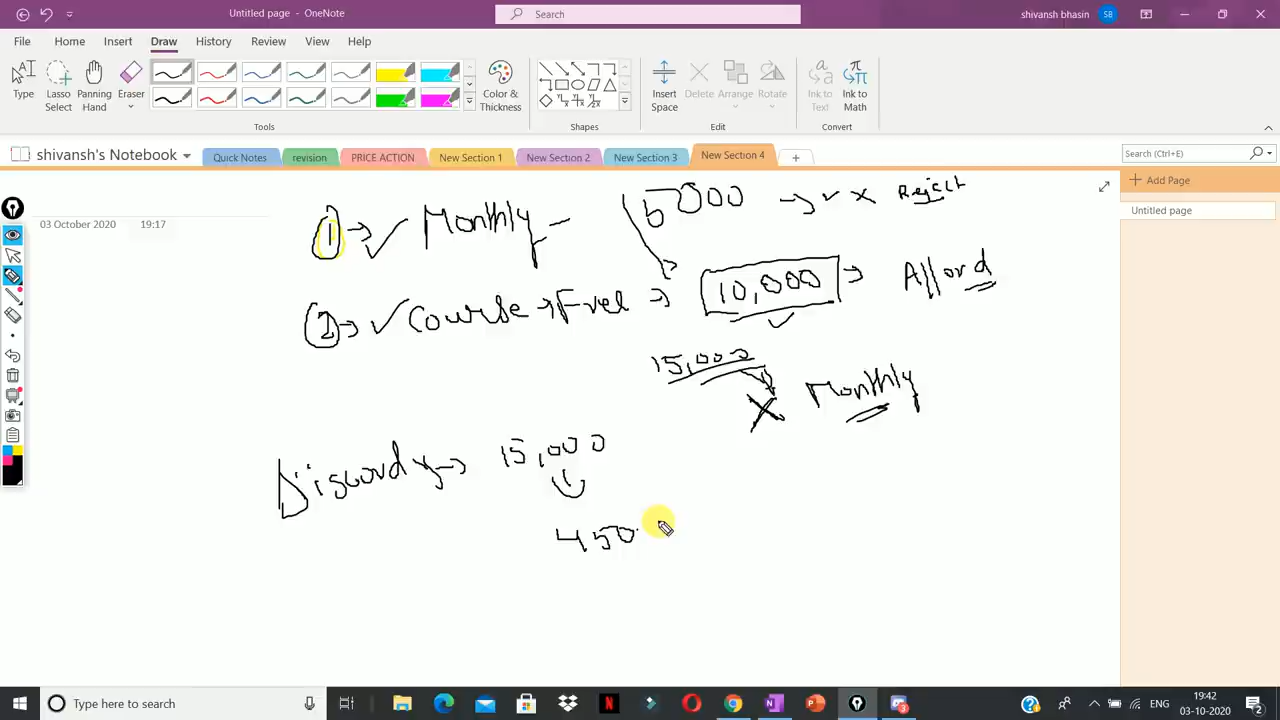 Untitled page - OneNote
Search
shivansh bhasin
SB
File Home Insert Draw History Review View Help
Type
Lasso Select
Panning Hand
Eraser
Color & Thickness
Insert Space
Delete
Arrange
Rotate
Ink to Text
Ink to Math
Tools
Shapes
Edit
Convert
shivansh's Notebook
Quick Notes
revision
PRICE ACTION
New Section 1
New Section 2
New Section 3
New Section 4
Search (Ctrl+E)
Add Page
Untitled page
03 October 2020 19:17
1 → ✓ Monthly - 15000 → ✓ x Reject
2 → ✓ Course → Free → 10,000 → Afford
15,000 X Monthly
→ 15,000
450
Type here to search
ENG
19:42
03-10-2020